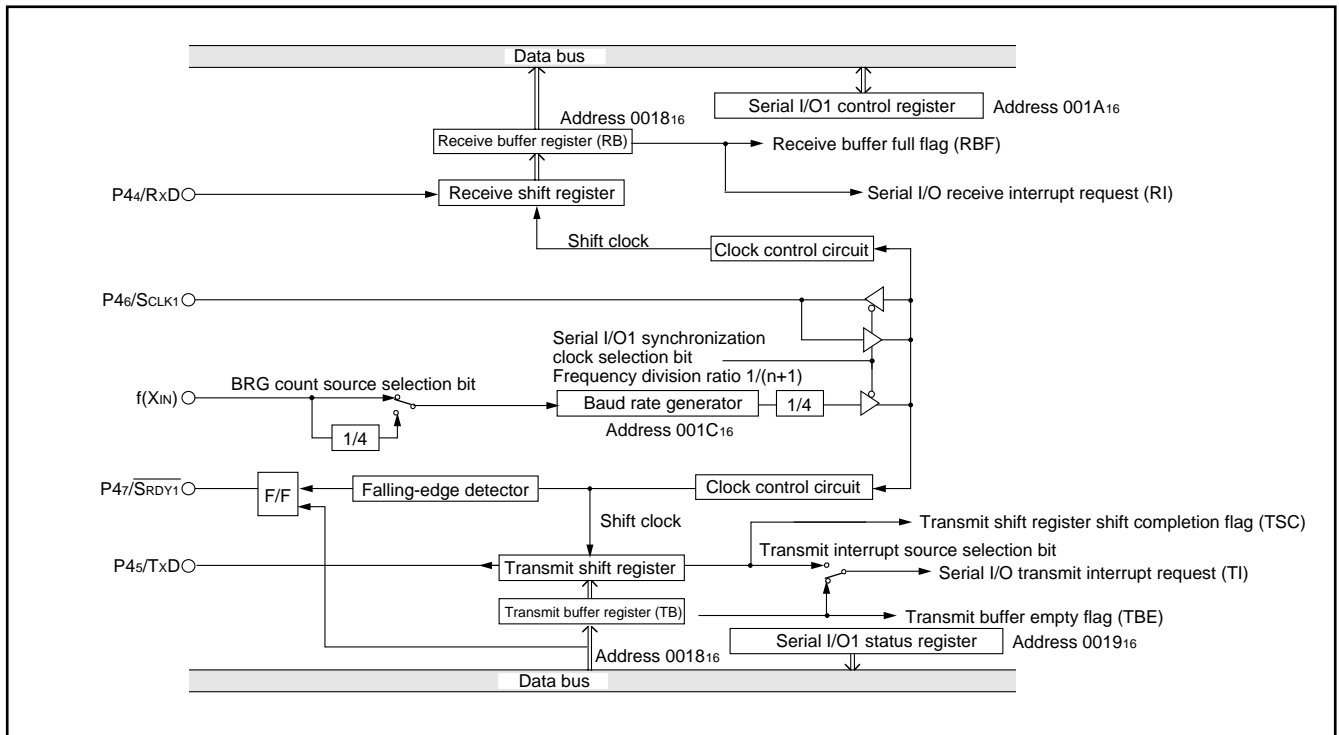 Data bus
Serial I/O1 control register Address 001A16
Address 001816
Receive buffer register (RB) Receive buffer full flag (RBF)
P44/RXD Receive shift register Serial I/O receive interrupt request (RI)
Shift clock Clock control circuit
P46/SCLK1
Serial I/O1 synchronization
clock selection bit
BRG count source selection bit Frequency division ratio 1/(n+1)
f(XIN) Baud rate generator 1/4
1/4 Address 001C16
P47/SRDY1 F/F Falling-edge detector Clock control circuit
Shift clock Transmit shift register shift completion flag (TSC)
Transmit interrupt source selection bit
P45/TXD Transmit shift register Serial I/O transmit interrupt request (TI)
Transmit buffer register (TB) Transmit buffer empty flag (TBE)
Serial I/O1 status register Address 001916
Address 001816
Data bus